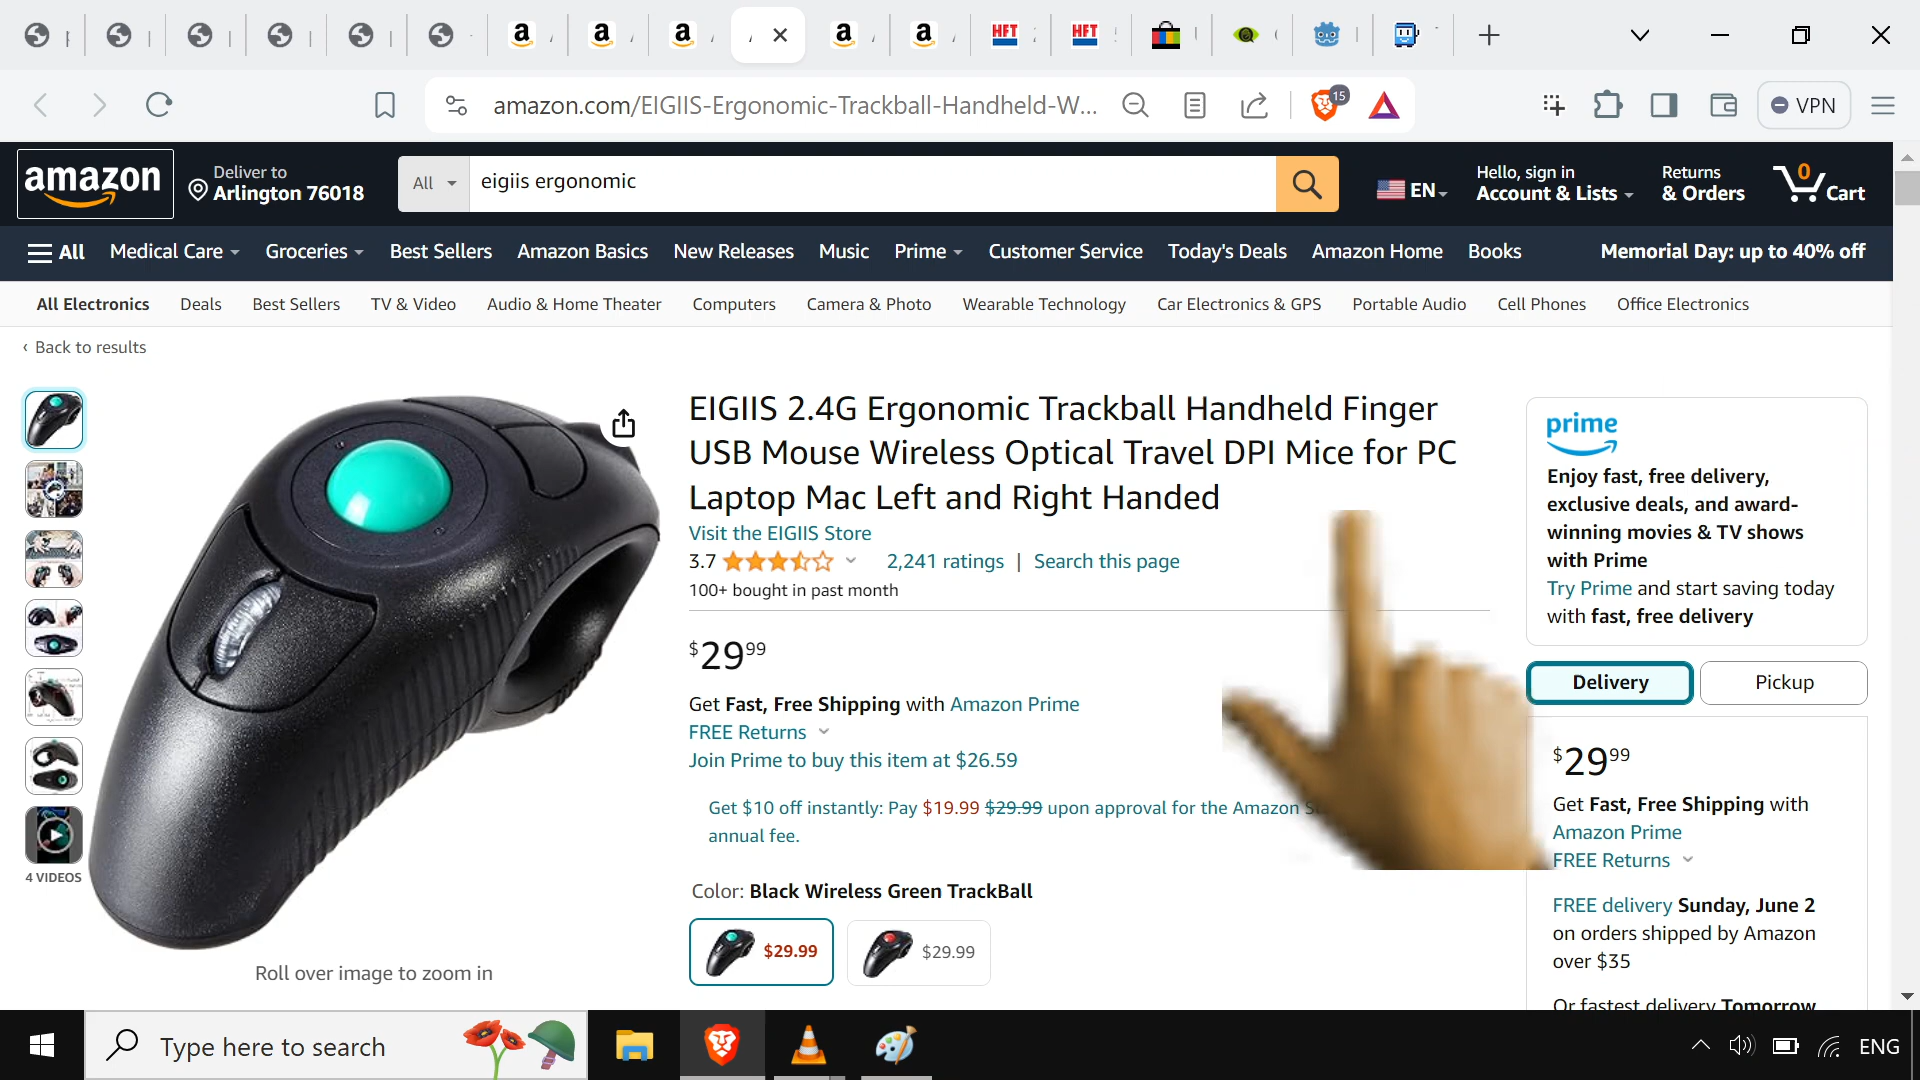 15
amazon.com/EIGIIS-Ergonomic-Trackball-Handheld-W...
VPN
amazon
Deliver to
Arlington 76018
All
eigiis ergonomic
EN
Hello, sign in
Account & Lists
Returns
& Orders
0
Cart
All
Medical Care
Groceries
Best Sellers
Amazon Basics
New Releases
Music
Prime
Customer Service
Today's Deals
Amazon Home
Books
Memorial Day: up to 40% off
All Electronics
Deals
Best Sellers
TV & Video
Audio & Home Theater
Computers
Camera & Photo
Wearable Technology
Car Electronics & GPS
Portable Audio
Cell Phones
Office Electronics
‹ Back to results
4 VIDEOS
Roll over image to zoom in
EIGIIS 2.4G Ergonomic Trackball Handheld Finger
USB Mouse Wireless Optical Travel DPI Mice for PC
Laptop Mac Left and Right Handed
Visit the EIGIIS Store
3.7
2,241 ratings | Search this page
100+ bought in past month
$29 99
Get Fast, Free Shipping with Amazon Prime
FREE Returns
Join Prime to buy this item at $26.59
Get $10 off instantly: Pay $19.99 $29.99 upon approval for the Amazon
annual fee.
Color: Black Wireless Green TrackBall
$29.99
$29.99
prime
Enjoy fast, free delivery,
exclusive deals, and award-
winning movies & TV shows
with Prime
Try Prime and start saving today
with fast, free delivery
Delivery
Pickup
$29 99
Get Fast, Free Shipping with
Amazon Prime
FREE Returns
FREE delivery Sunday, June 2
on orders shipped by Amazon
over $35
Or fastest delivery Tomorrow
Type here to search
ENG